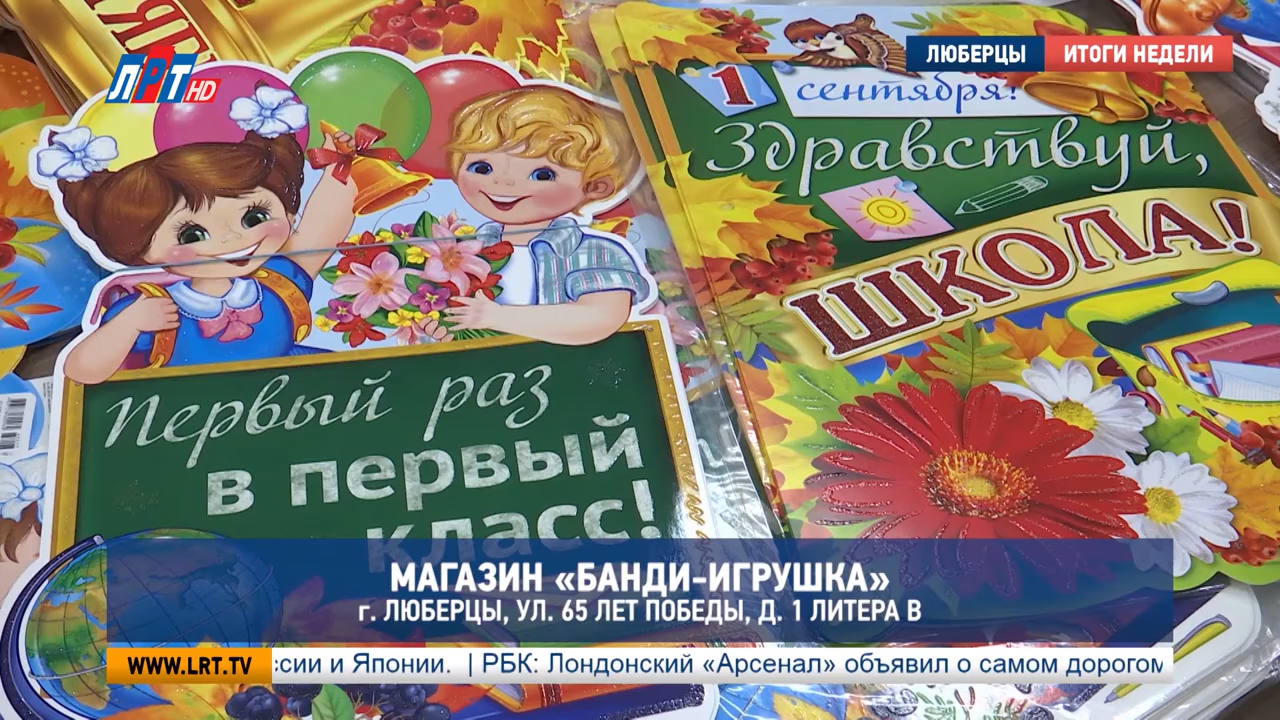 ЛРТ HD
ЛЮБЕРЦЫ
ИТОГИ НЕДЕЛИ
1
сентября!
Здравствуй,
ШКОЛА!
Первый раз
в первый
класс!
МАГАЗИН «БАНДИ-ИГРУШКА»
г. ЛЮБЕРЦЫ, УЛ. 65 ЛЕТ ПОБЕДЫ, Д. 1 ЛИТЕРА В
WWW.LRT.TV
ссии и Японии. | РБК: Лондонский «Арсенал» объявил о самом дорогом